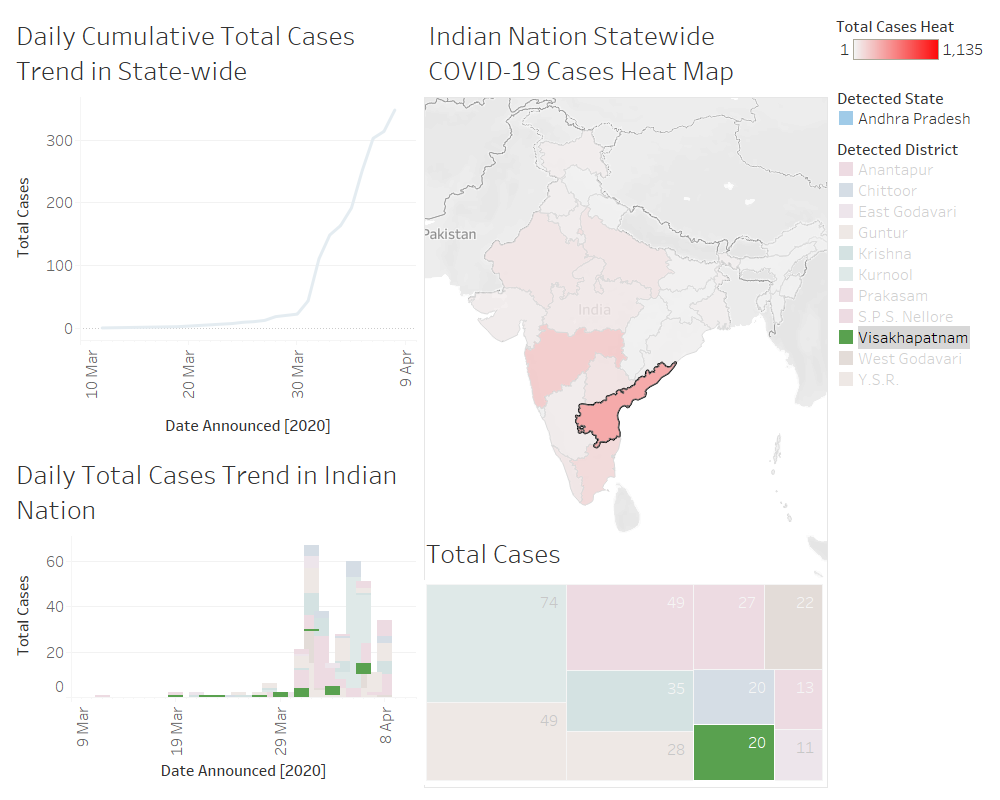 Daily Cumulative Total Cases
Trend in State-wide
300
200
100
0
Total Cases
10 Mar
20 Mar
30 Mar
9 Apr
Date Announced [2020]
Daily Total Cases Trend in Indian
Nation
60
40
20
0
Total Cases
9 Mar
19 Mar
29 Mar
8 Apr
Date Announced [2020]
Indian Nation Statewide
COVID-19 Cases Heat Map
Pakistan
India
Total Cases
74
49
27
22
35
20
13
49
28
20
11
Total Cases Heat
1
1,135
Detected State
Andhra Pradesh
Detected District
Anantapur
Chittoor
East Godavari
Guntur
Krishna
Kurnool
Prakasam
S.P.S. Nellore
Visakhapatnam
West Godavari
Y.S.R.